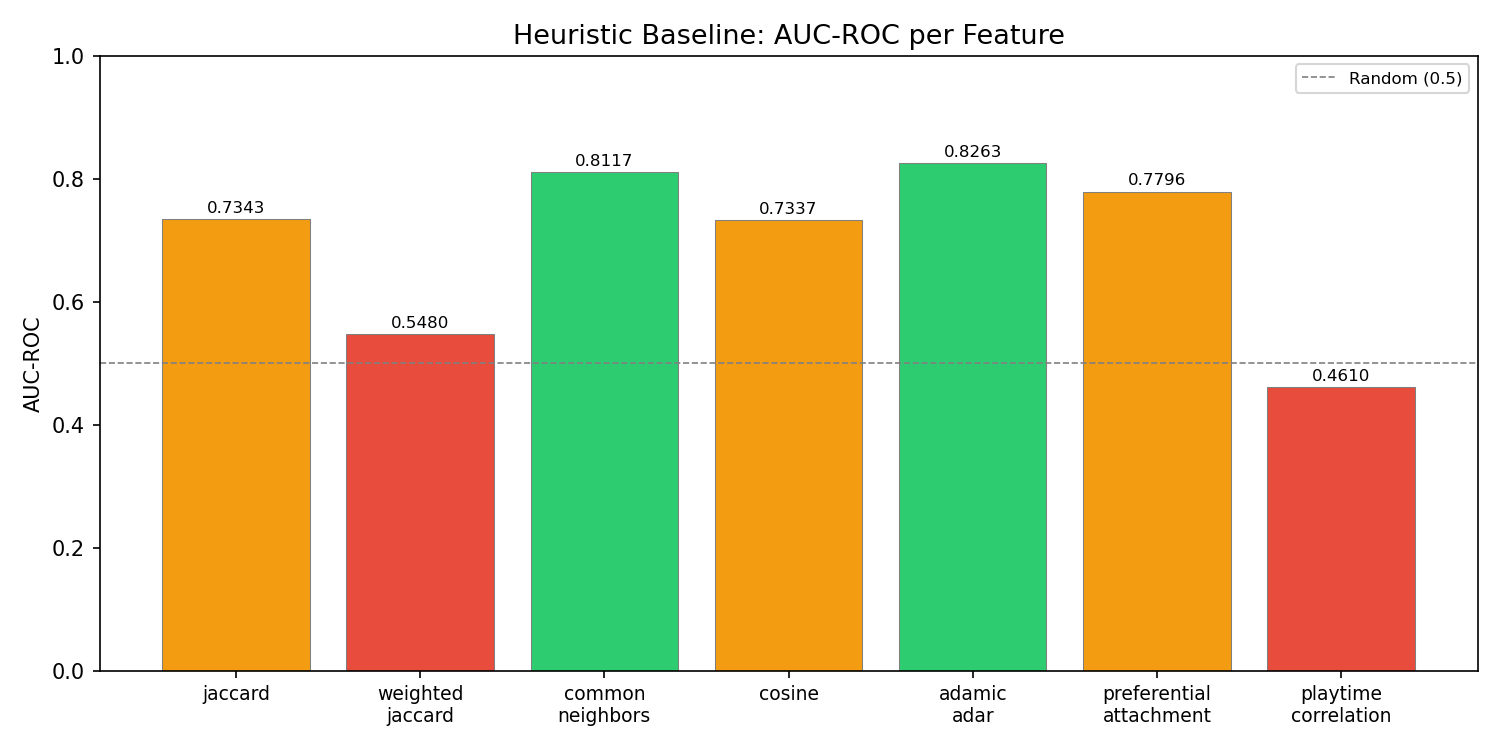 Heuristic Baseline: AUC-ROC per Feature
1.0
Random (0.5)
0.8263
0.8117
0.8
0.7796
0.7343
0.7337
0.6
0.5480
AUC-ROC
0.4610
0.4
0.2
0.0
jaccard
weighted
jaccard
common
neighbors
cosine
adamic
adar
preferential
attachment
playtime
correlation